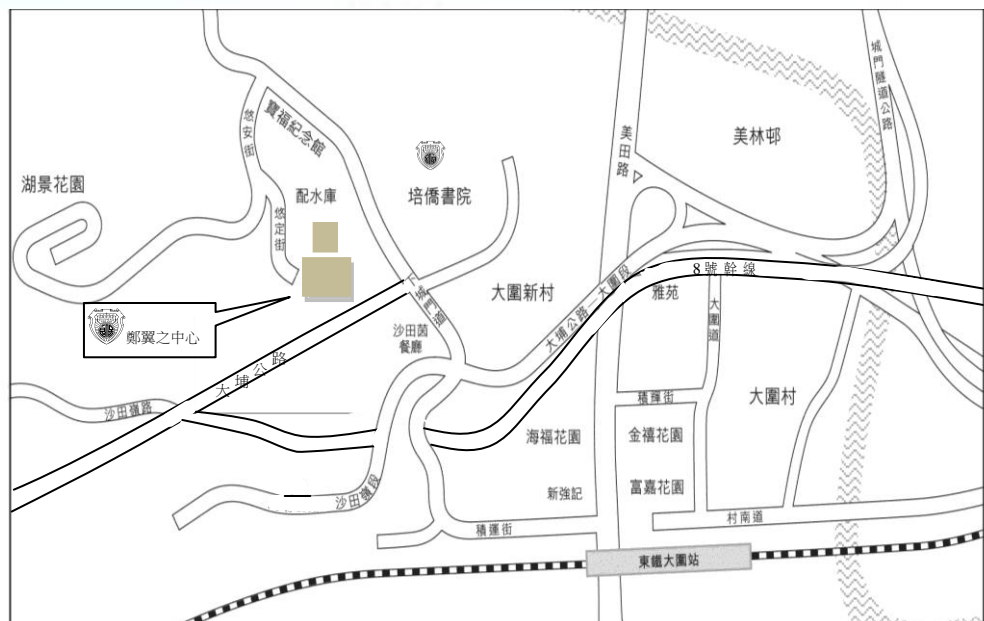 城門隧道公路
悠安街
寶福紀念館
美田路
美林邨
湖景花園
配水庫
培僑書院
悠定街
8號幹線
下城門道
大圍新村
雅苑
大埔公路—大圍段
大圍道
鄭翼之中心
沙田茵
餐廳
大埔公路
沙田嶺路
積輝街
大圍村
海福花園
金禧花園
新強記
富嘉花園
沙田嶺段
村南道
積運街
東鐵大圍站